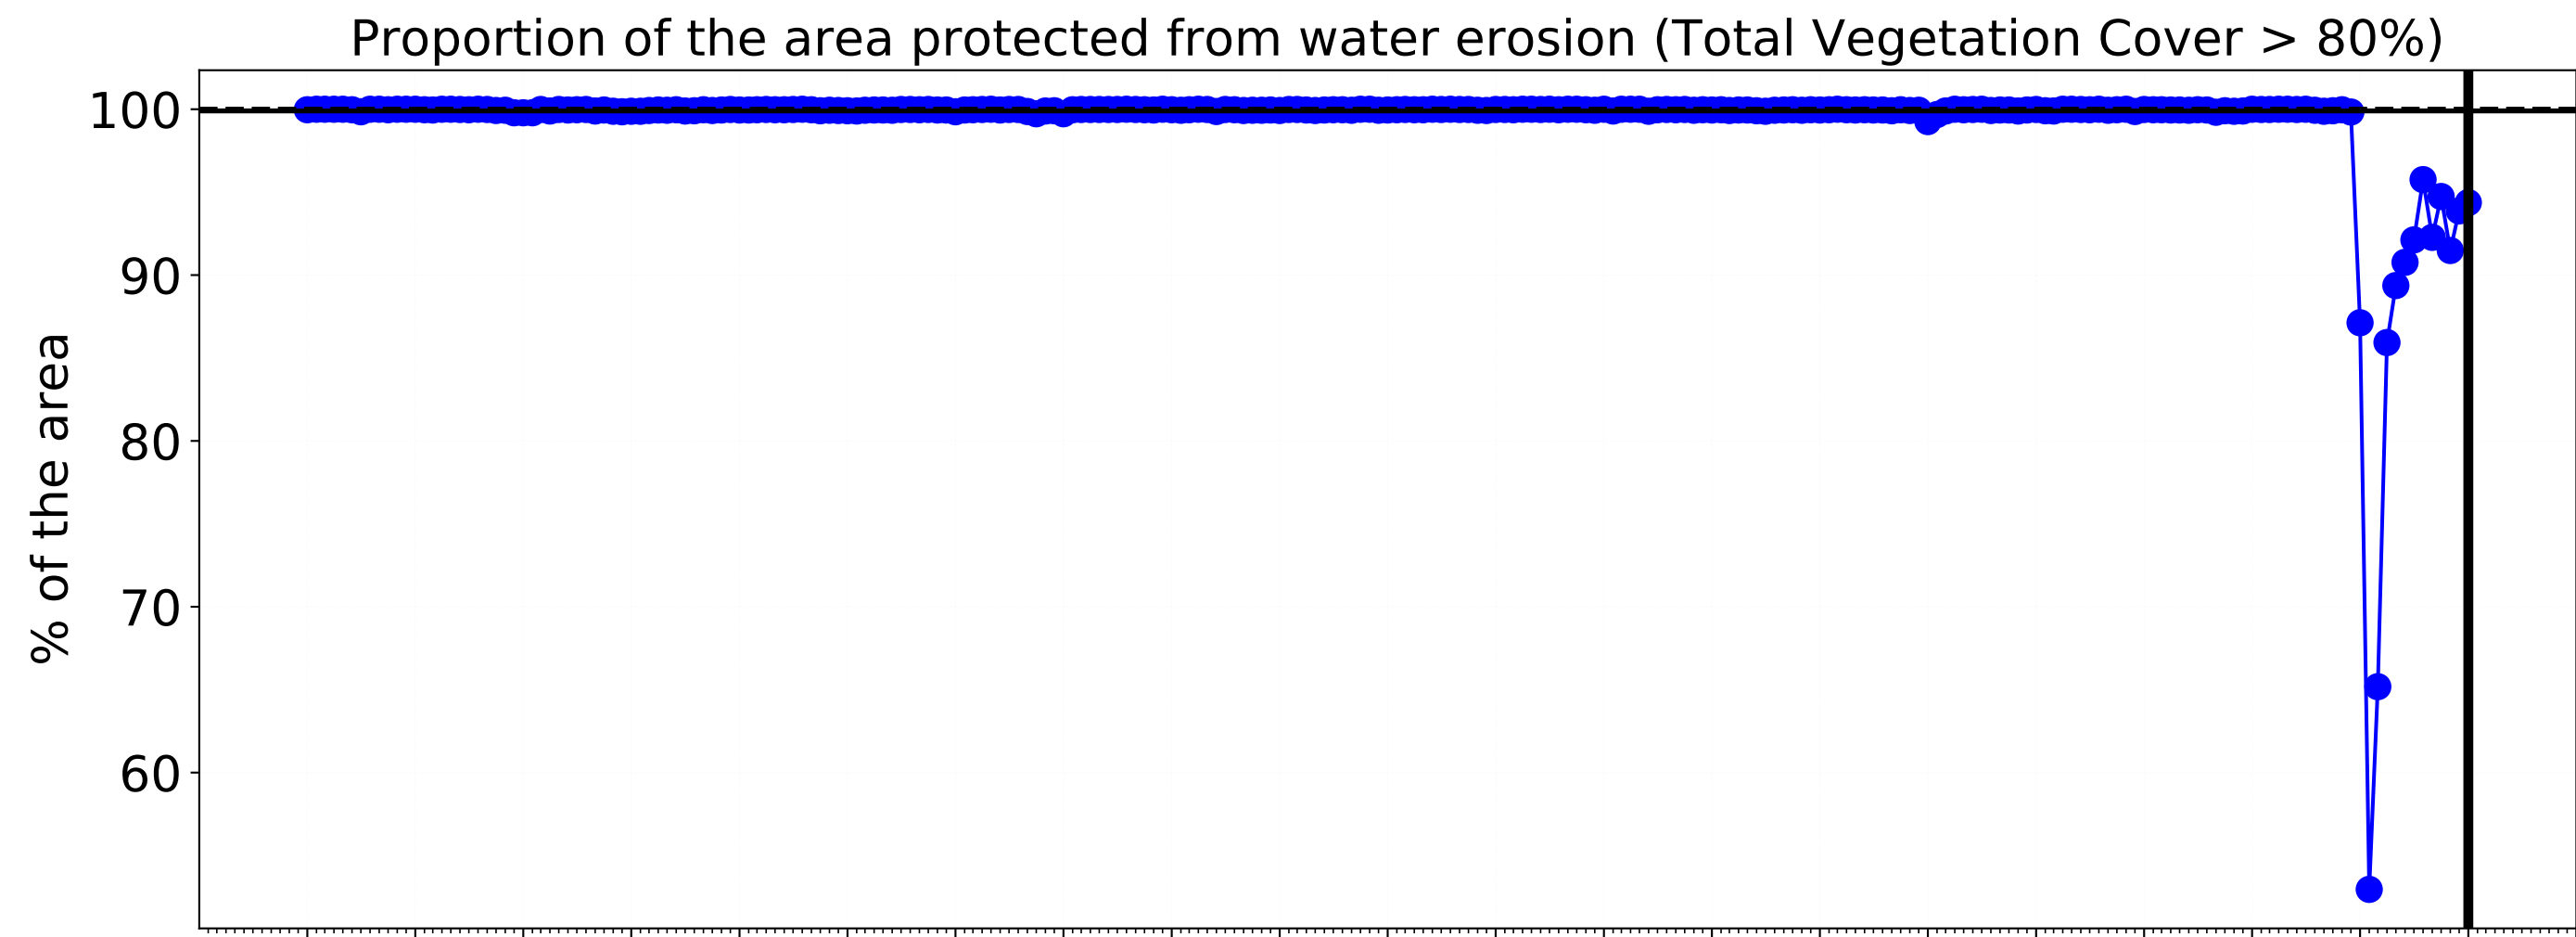 Proportion of the area protected from water erosion (Total Vegetation Cover > 80%)
100
90
80
70
60
% of the area